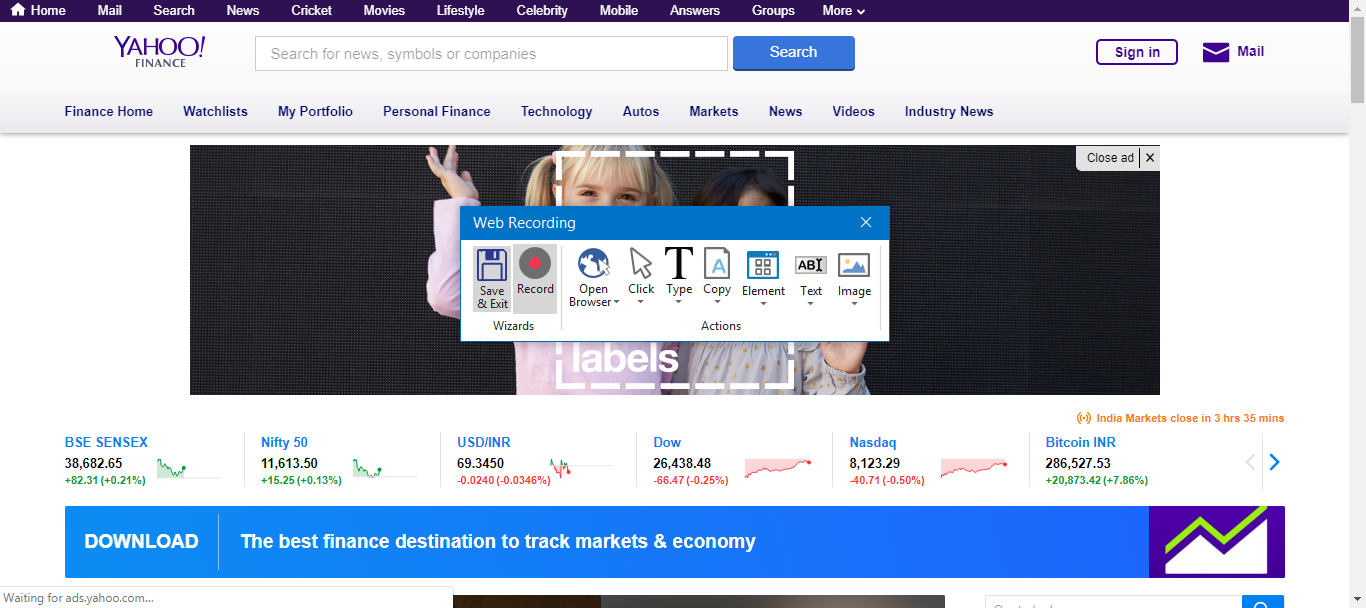 Home Mail Search News Cricket Movies Lifestyle Celebrity Mobile Answers Groups More
YAHOO!
FINANCE
Search for news, symbols or companies
Search
Sign in
Mail
Finance Home Watchlists My Portfolio Personal Finance Technology Autos Markets News Videos Industry News
Close ad
Web Recording
Save & Exit
Record
Open Browser
Click
Type
Copy
Element
AB
Text
Image
Wizards
Actions
labels
India Markets close in 3 hrs 35 mins
BSE SENSEX
38,682.65
+82.31 (+0.21%)
Nifty 50
11,613.50
+15.25 (+0.13%)
USD/INR
69.3450
-0.0240 (-0.0346%)
Dow
26,438.48
-66.47 (-0.25%)
Nasdaq
8,123.29
-40.71 (-0.50%)
Bitcoin INR
286,527.53
+20,873.42 (+7.86%)
DOWNLOAD
The best finance destination to track markets & economy
Waiting for ads.yahoo.com...